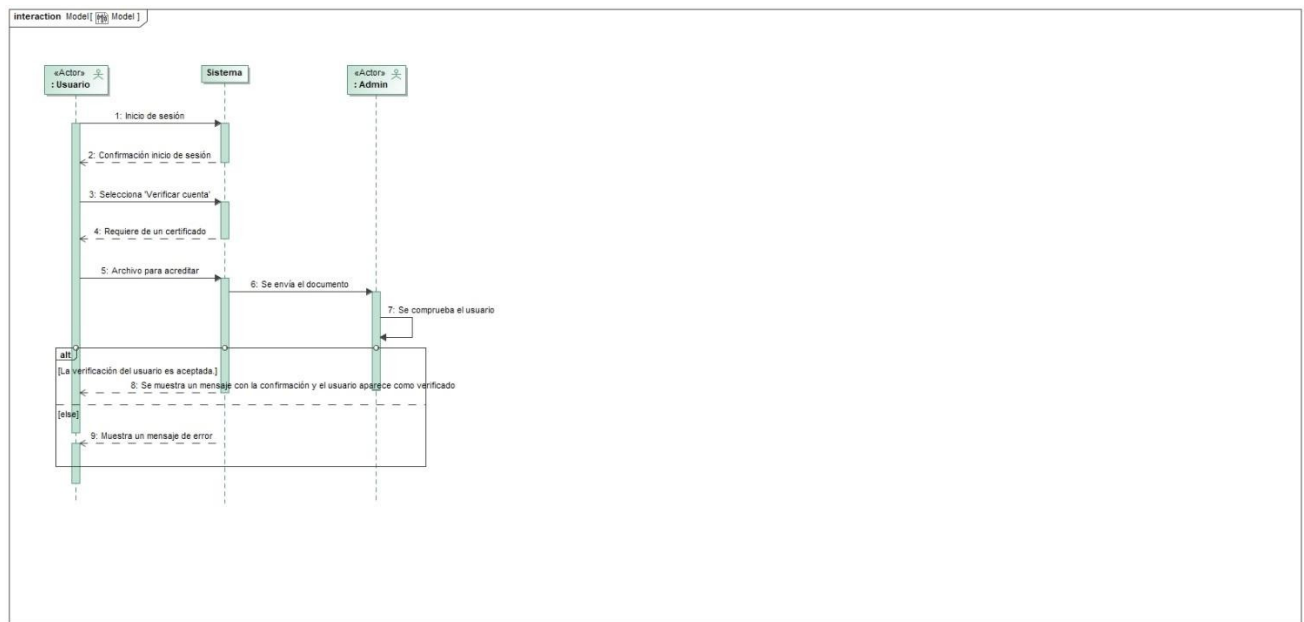 interaction Model[ Model ]
«Actor»
: Usuario
Sistema
«Actor»
: Admin
1: Inicio de sesión
2: Confirmación inicio de sesión
3: Selecciona 'Verificar cuenta'
4: Requiere de un certificado
5: Archivo para acreditar
6: Se envía el documento
7: Se comprueba el usuario
alt
[La verificación del usuario es aceptada.]
8: Se muestra un mensaje con la confirmación y el usuario aparece como verificado
[else]
9: Muestra un mensaje de error